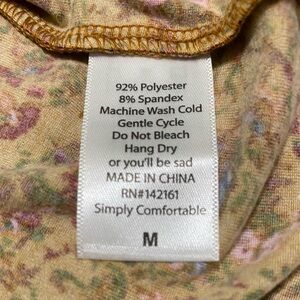 92% Polyester
8% Spandex
Machine Wash Cold
Gentle Cycle
Do Not Bleach
Hang Dry
or you'll be sad
MADE IN CHINA
RN#142161
Simply Comfortable
M